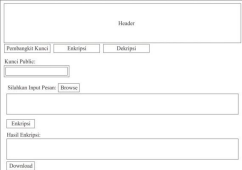 Header
Pembangkit Kunci Enkripsi Dekripsi
Kunci Public:
Silahkan Input Pesan: Browse
Enkripsi
Hasil Enkripsi:
Download